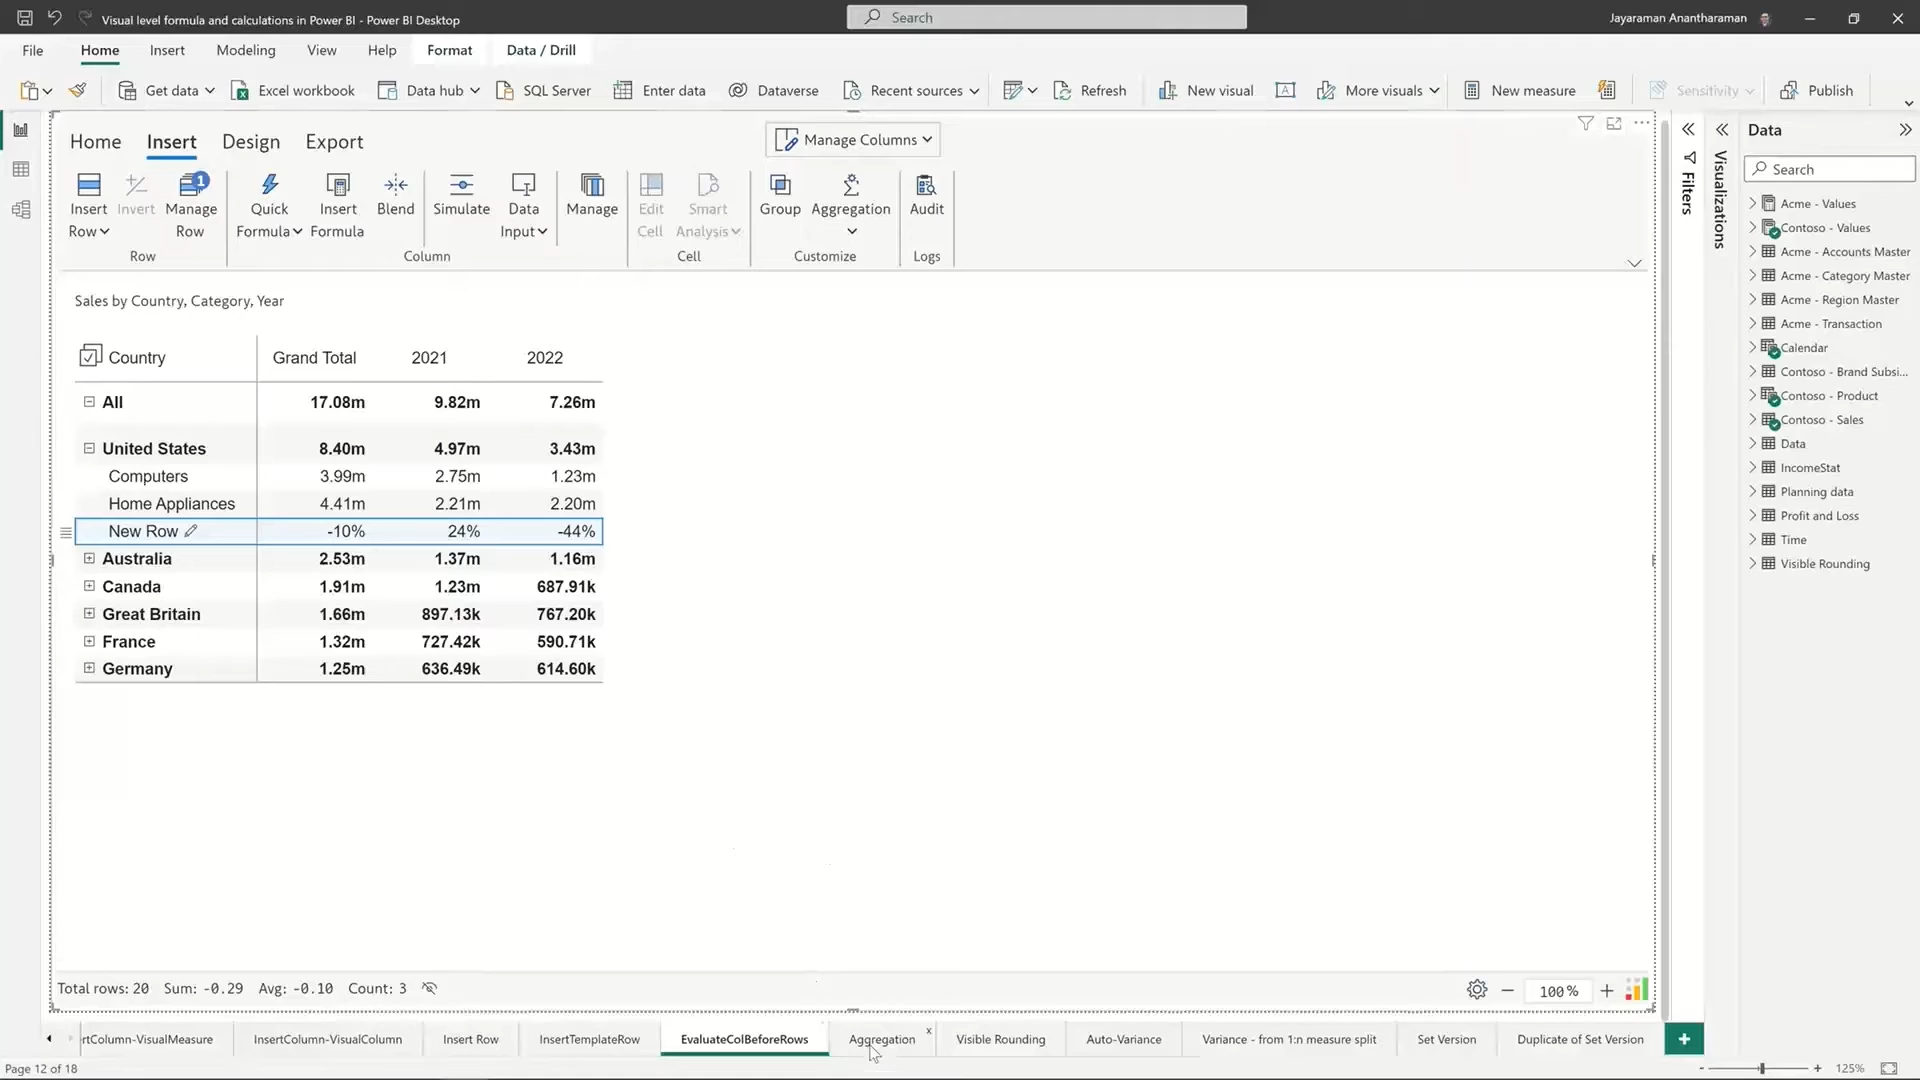 Visual level formula and calculations in Power BI - Power BI Desktop
Search
Jayaraman Anantharaman
File Home Insert Modeling View Help Format Data / Drill
Get data Excel workbook Data hub SQL Server Enter data Dataverse Recent sources Refresh New visual More visuals New measure Sensitivity Publish
Home Insert Design Export
Manage Columns
Insert Row
Invert
1
Manage Row
Row
Quick Formula
Insert Formula
Blend
Simulate
Data Input
Manage
Column
Edit Cell
Smart Analysis
Cell
Group
Aggregation
Customize
Audit
Logs
Sales by Country, Category, Year
Country Grand Total 2021 2022
All 17.08m 9.82m 7.26m
United States 8.40m 4.97m 3.43m
Computers 3.99m 2.75m 1.23m
Home Appliances 4.41m 2.21m 2.20m
New Row -10% 24% -44%
Australia 2.53m 1.37m 1.16m
Canada 1.91m 1.23m 687.91k
Great Britain 1.66m 897.13k 767.20k
France 1.32m 727.42k 590.71k
Germany 1.25m 636.49k 614.60k
Filters
Visualizations
Data
Search
Acme - Values
Contoso - Values
Acme - Accounts Master
Acme - Category Master
Acme - Region Master
Acme - Transaction
Calendar
Contoso - Brand Subsi...
Contoso - Product
Contoso - Sales
Data
IncomeStat
Planning data
Profit and Loss
Time
Visible Rounding
Total rows: 20 Sum: -0.29 Avg: -0.10 Count: 3
100%
rtColumn-VisualMeasure InsertColumn-VisualColumn Insert Row InsertTemplateRow EvaluateColBeforeRows Aggregation x Visible Rounding Auto-Variance Variance - from 1:n measure split Set Version Duplicate of Set Version
Page 12 of 18
125%